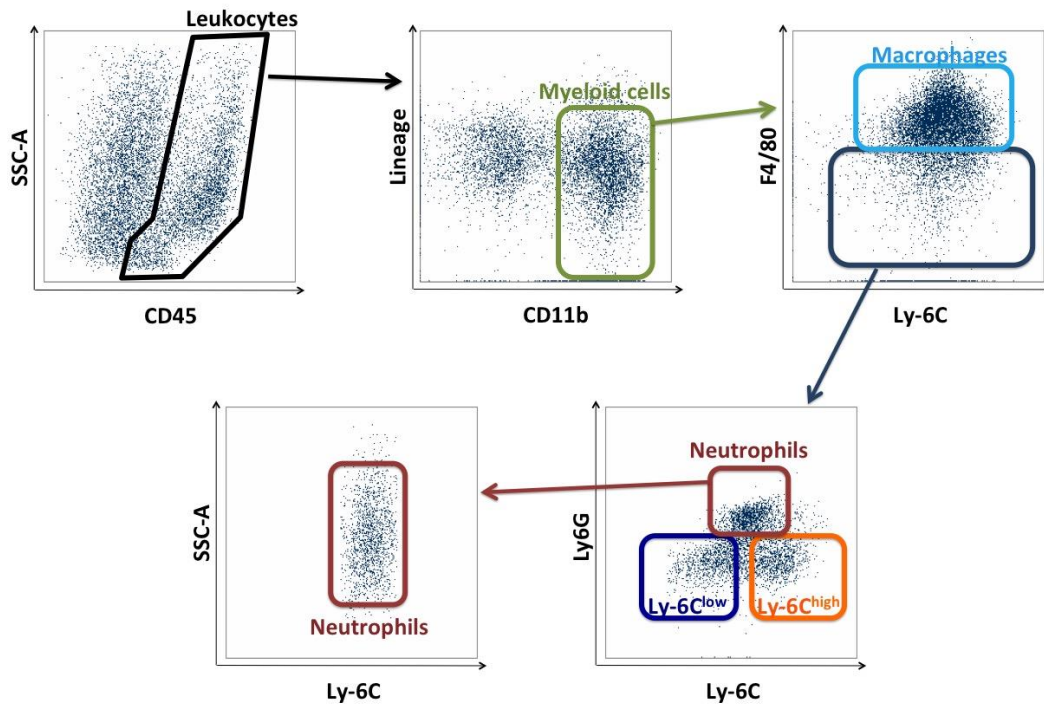 Leukocytes
SSC-A
CD45
Lineage
Myeloid cells
CD11b
F4/80
Macrophages
Ly-6C
SSC-A
Neutrophils
Ly-6C
Ly6G
Neutrophils
Ly-6Clow
Ly-6Chigh
Ly-6C